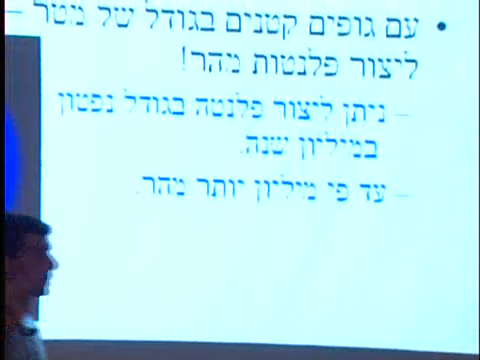 • עם גופים קטנים בגודל של מטר –
ליצור פלנטות מהר!
– ניתן ליצור פלנטה בגודל נפטון
במיליון שנה.
– עד פי מיליון יותר מהר.